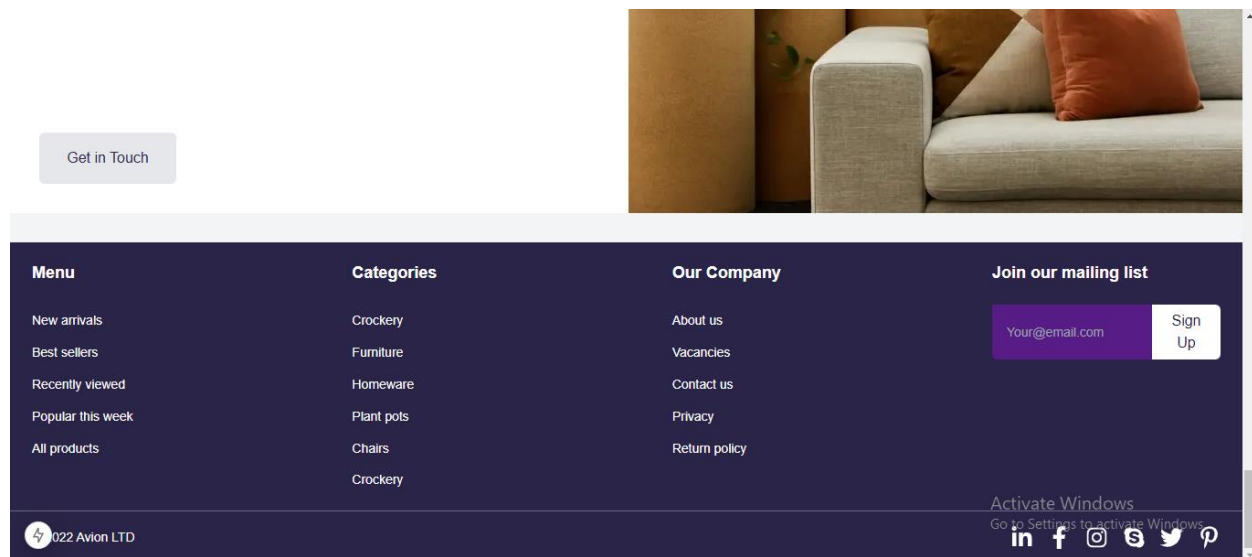 Get in Touch
Menu
New arrivals
Best sellers
Recently viewed
Popular this week
All products
Categories
Crockery
Furniture
Homeware
Plant pots
Chairs
Crockery
Our Company
About us
Vacancies
Contact us
Privacy
Return policy
Join our mailing list
Your@email.com
Sign
Up
Activate Windows
Go to Settings to activate Windows.
022 Avion LTD